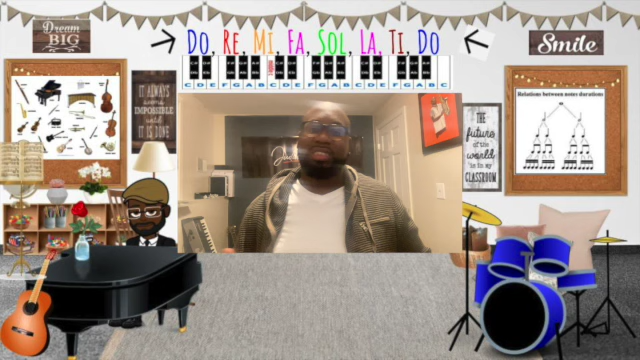 Dream
BIG
Do, Re, Mi, Fa, Sol, La, Ti, Do
Smile
C D E F G A B C D E F G A B C D E F G A B C D E F G A B C
IT ALWAYS
seems
IMPOSSIBLE
until
IT IS DONE
Relations between notes durations
THE
future
of the
world
is in my
CLASSROOM